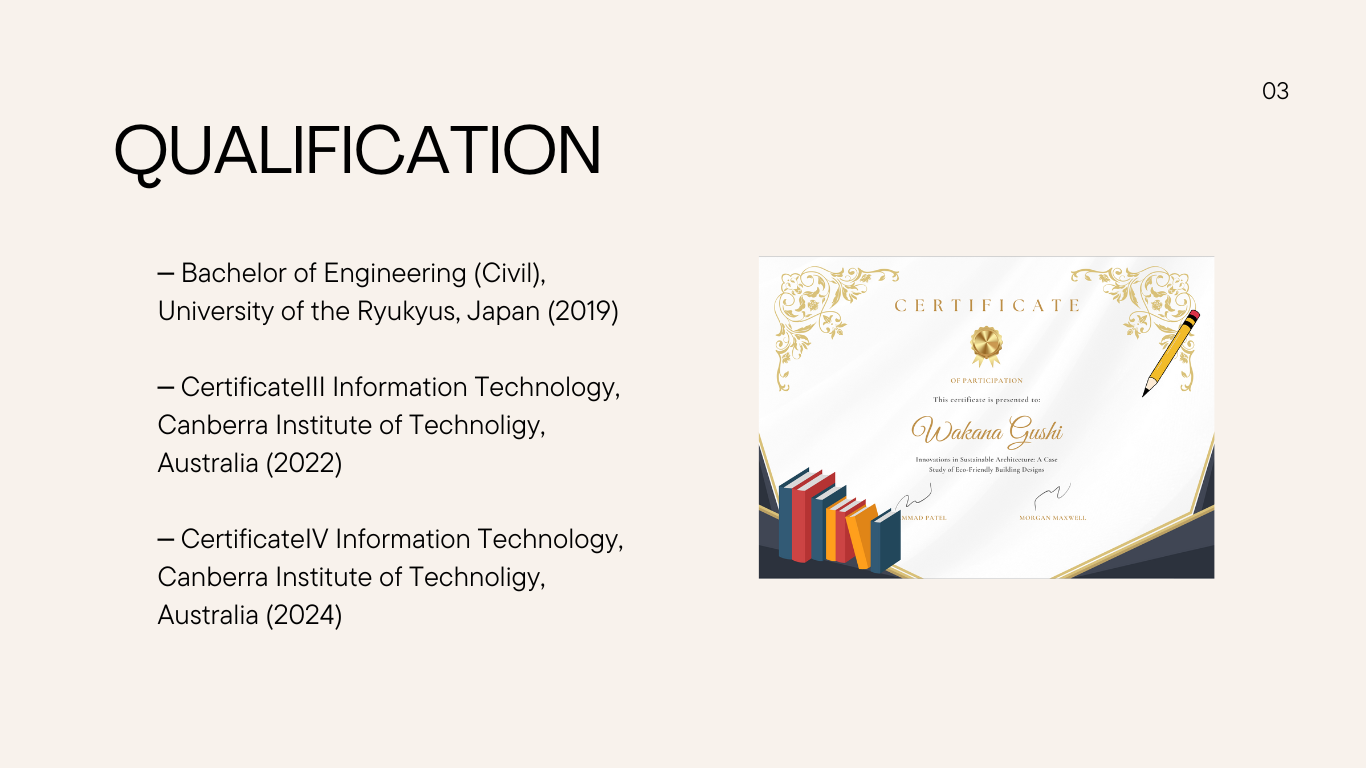 03
QUALIFICATION
— Bachelor of Engineering (Civil),
University of the Ryukyus, Japan (2019)
— CertificateIII Information Technology,
Canberra Institute of Technoligy,
Australia (2022)
— CertificateIV Information Technology,
Canberra Institute of Technoligy,
Australia (2024)
CERTIFICATE
OF PARTICIPATION
This certificate is presented to:
Wakana Gushi
Innovations in Sustainable Architecture: A Case
Study of Eco-Friendly Building Designs
PATEL
MORGAN MAXWELL